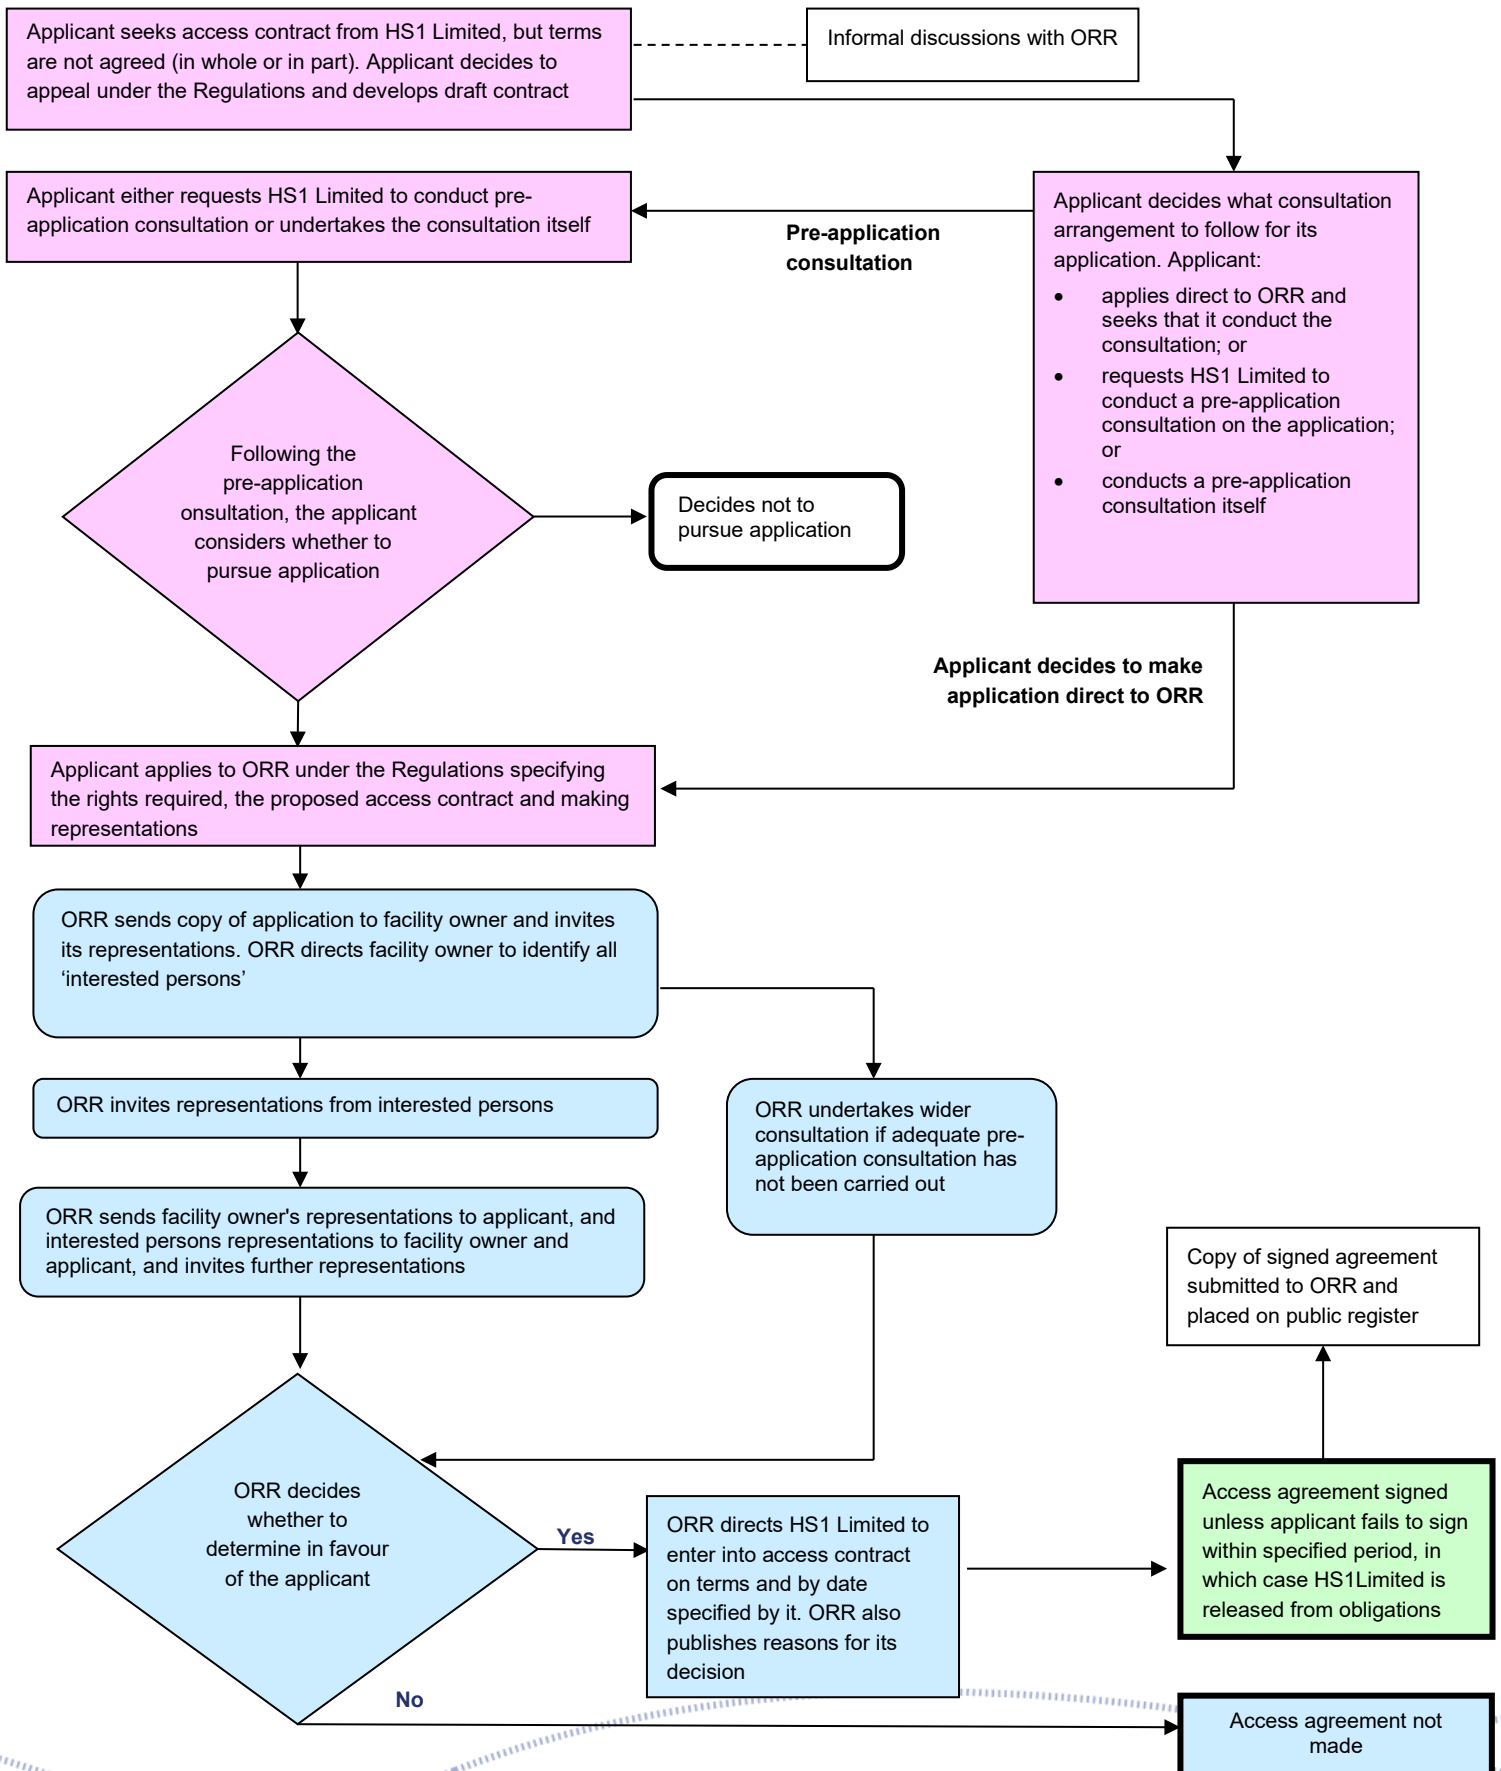 Applicant seeks access contract from HS1 Limited, but terms
are not agreed (in whole or in part). Applicant decides to
appeal under the Regulations and develops draft contract
Informal discussions with ORR
Applicant either requests HS1 Limited to conduct pre-
application consultation or undertakes the consultation itself
Pre-application
consultation
Applicant decides what consultation
arrangement to follow for its
application. Applicant:
• applies direct to ORR and
seeks that it conduct the
consultation; or
• requests HS1 Limited to
conduct a pre-application
consultation on the application;
or
• conducts a pre-application
consultation itself
Following the
pre-application
onsultation, the applicant
considers whether to
pursue application
Decides not to
pursue application
Applicant decides to make
application direct to ORR
Applicant applies to ORR under the Regulations specifying
the rights required, the proposed access contract and making
representations
ORR sends copy of application to facility owner and invites
its representations. ORR directs facility owner to identify all
‘interested persons’
ORR invites representations from interested persons
ORR undertakes wider
consultation if adequate pre-
application consultation has
not been carried out
ORR sends facility owner's representations to applicant, and
interested persons representations to facility owner and
applicant, and invites further representations
Copy of signed agreement
submitted to ORR and
placed on public register
ORR decides
whether to
determine in favour
of the applicant
Yes
ORR directs HS1 Limited to
enter into access contract
on terms and by date
specified by it. ORR also
publishes reasons for its
decision
Access agreement signed
unless applicant fails to sign
within specified period, in
which case HS1Limited is
released from obligations
No
Access agreement not
made